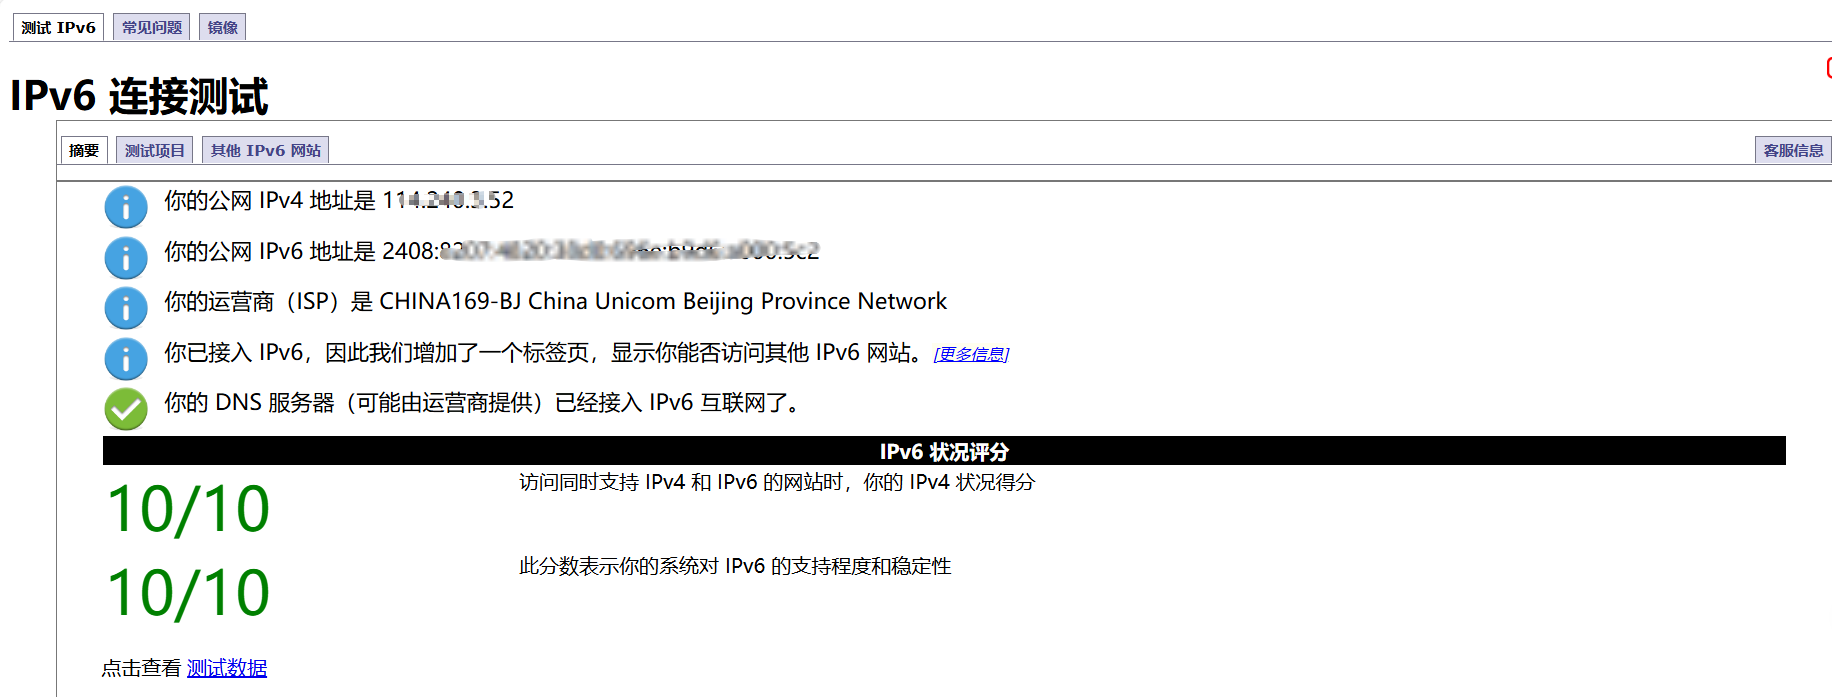 测试 IPv6 常见问题 镜像
IPv6 连接测试
摘要 测试项目 其他 IPv6 网站 客服信息
你的公网 IPv4 地址是
你的公网 IPv6 地址是
你的运营商（ISP）是 CHINA169-BJ China Unicom Beijing Province Network
你已接入 IPv6，因此我们增加了一个标签页，显示你能否访问其他 IPv6 网站。 [更多信息]
你的 DNS 服务器（可能由运营商提供）已经接入 IPv6 互联网了。
IPv6 状况评分
10/10 访问同时支持 IPv4 和 IPv6 的网站时，你的 IPv4 状况得分
10/10 此分数表示你的系统对 IPv6 的支持程度和稳定性
点击查看 测试数据